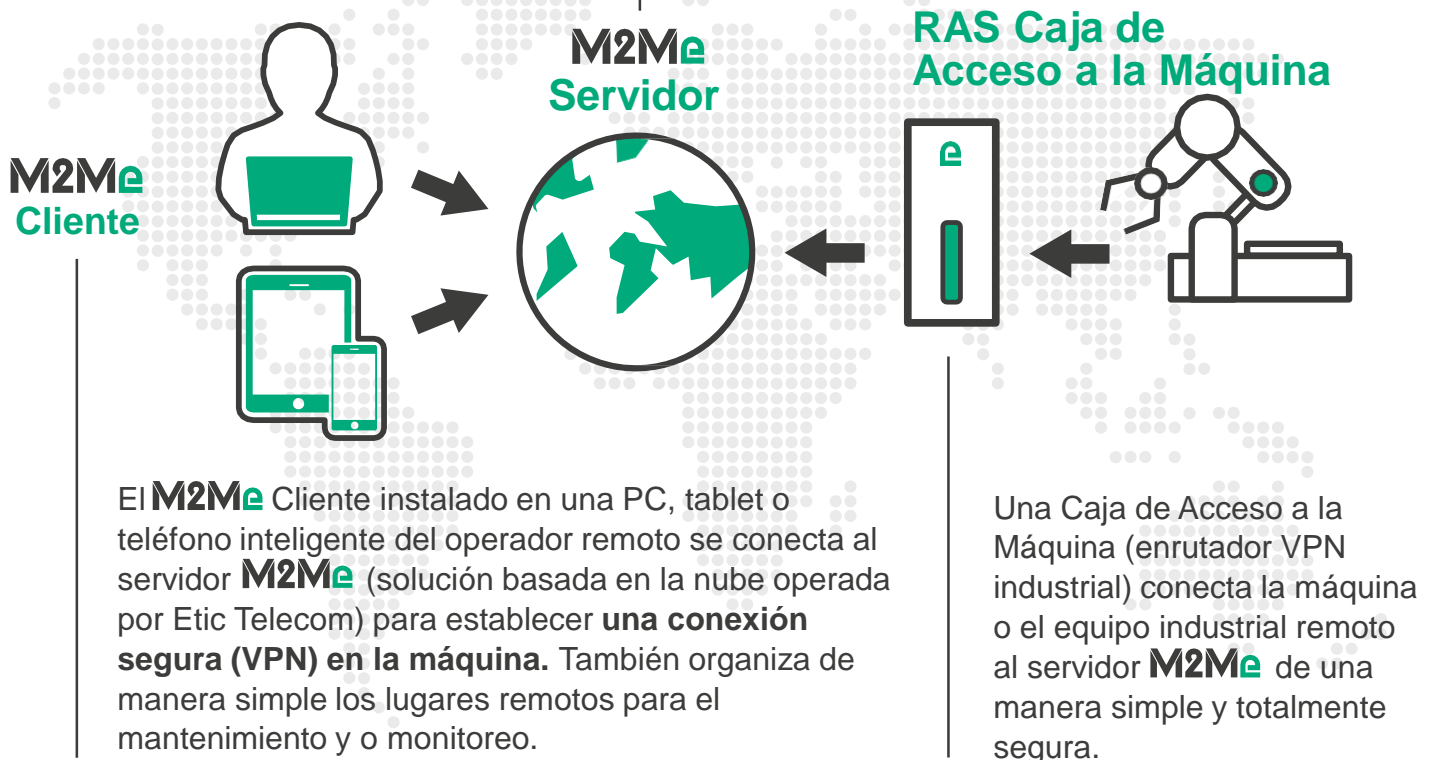 M2Me
Servidor
RAS Caja de
Acceso a la Máquina
M2Me
Cliente
El M2Me Cliente instalado en una PC, tablet o
teléfono inteligente del operador remoto se conecta al
servidor M2Me (solución basada en la nube operada
por Etic Telecom) para establecer una conexión
segura (VPN) en la máquina. También organiza de
manera simple los lugares remotos para el
mantenimiento y o monitoreo.
Una Caja de Acceso a la
Máquina (enrutador VPN
industrial) conecta la máquina
o el equipo industrial remoto
al servidor M2Me de una
manera simple y totalmente
segura.